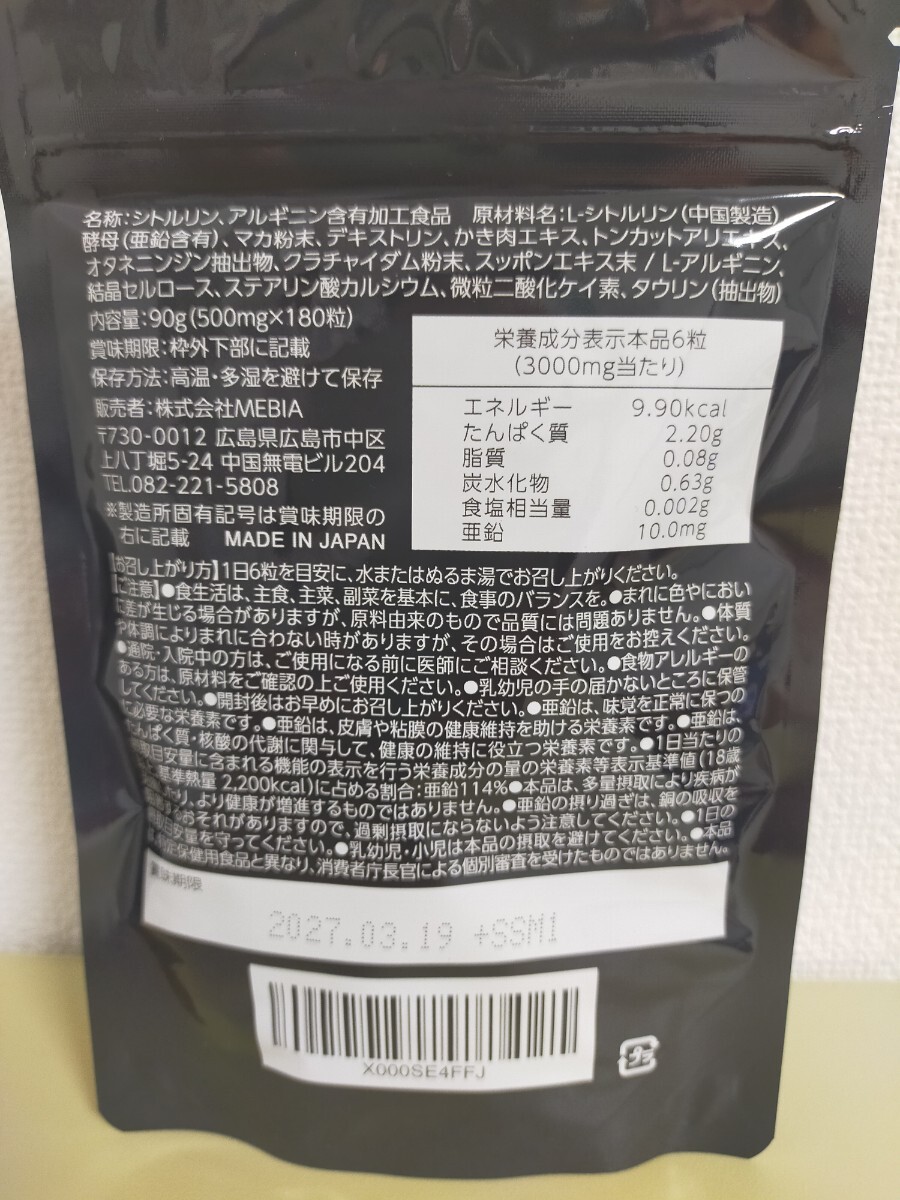 名称：シトルリン、アルギニン含有加工食品　原材料名：L-シトルリン（中国製造）
酵母（亜鉛含有）、マカ粉末、デキストリン、かき肉エキス、トンカットアリエキス、
オタネニンジン抽出物、クラチャイダム粉末、スッポンエキス末 / L-アルギニン、
結晶セルロース、ステアリン酸カルシウム、微粒二酸化ケイ素、タウリン（抽出物）
内容量：90g（500mg×180粒）
賞味期限：枠外下部に記載
保存方法：高温・多湿を避けて保存
販売者：株式会社MEBIA
〒730-0012 広島県広島市中区
上八丁堀5-24 中国無電ビル204
TEL.082-221-5808
※製造所固有記号は賞味期限の
右に記載　MADE IN JAPAN
栄養成分表示本品6粒
（3000mg当たり）
エネルギー 9.90kcal
たんぱく質 2.20g
脂質 0.08g
炭水化物 0.63g
食塩相当量 0.002g
亜鉛 10.0mg
【お召し上がり方】1日6粒を目安に、水またはぬるま湯でお召し上がりください。
【ご注意】●食生活は、主食、主菜、副菜を基本に、食事のバランスを。●まれに色やにおい
に差が生じる場合がありますが、原料由来のもので品質には問題ありません。●体質
や体調によりまれに合わない時がありますが、その場合はご使用をお控えください。
●通院・入院中の方は、ご使用になる前に医師にご相談ください。●食物アレルギーの
ある方は、原材料をご確認の上ご使用ください。●乳幼児の手の届かないところに保管
してください。●開封後はお早めにお召し上がりください。●亜鉛は、味覚を正常に保つの
に必要な栄養素です。●亜鉛は、皮膚や粘膜の健康維持を助ける栄養素です。●亜鉛は、
たんぱく質・核酸の代謝に関与して、健康の維持に役立つ栄養素です。●1日当たりの
摂取目安量に含まれる機能の表示を行う栄養成分の量の栄養素等表示基準値（18歳
基準熱量 2,200kcal）に占める割合：亜鉛114%●本品は、多量摂取により疾病が
り、より健康が増進するものではありません。●亜鉛の摂り過ぎは、銅の吸収を
おそれがありますので、過剰摂取にならないよう注意してください。●1日の
目安量を守ってください。●乳幼児・小児は本品の摂取を避けてください。●本品
定保健用食品と異なり、消費者庁長官による個別審査を受けたものではありません。
賞味期限
2027.03.19 +SSM1
X000SE4FFJ
プラ